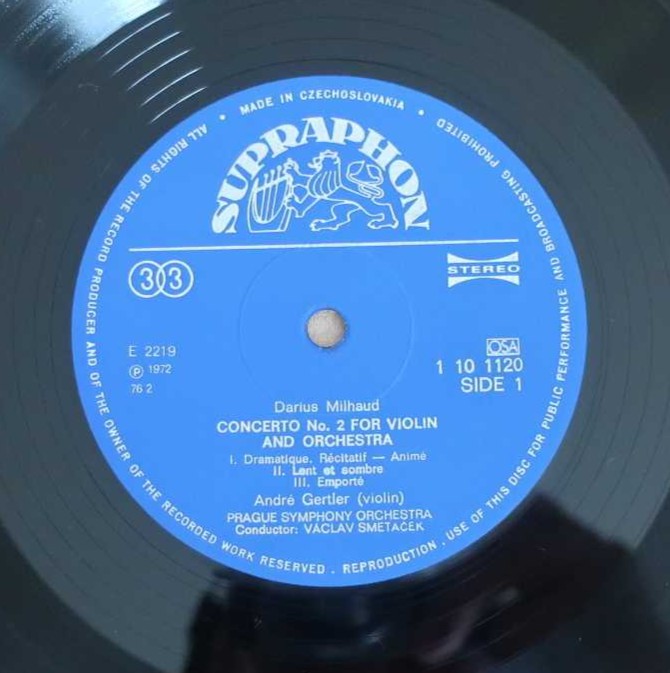 ALL RIGHTS OF THE RECORD PRODUCER AND OF THE OWNER OF THE RECORDED WORK RESERVED . REPRODUCTION . USE OF THIS DISC FOR PUBLIC PERFORMANCE AND BROADCASTING PROHIBITED
• MADE IN CZECHOSLOVAKIA •
SUPRAPHON
33
STEREO
E 2219
℗ 1972
76 2
OSA
1 10 1120
SIDE 1
Darius Milhaud
CONCERTO No. 2 FOR VIOLIN
AND ORCHESTRA
I. Dramatique. Récitatif — Animé
II. Lent et sombre
III. Emporté
André Gertler (violin)
PRAGUE SYMPHONY ORCHESTRA
Conductor: VÁCLAV SMETÁČEK